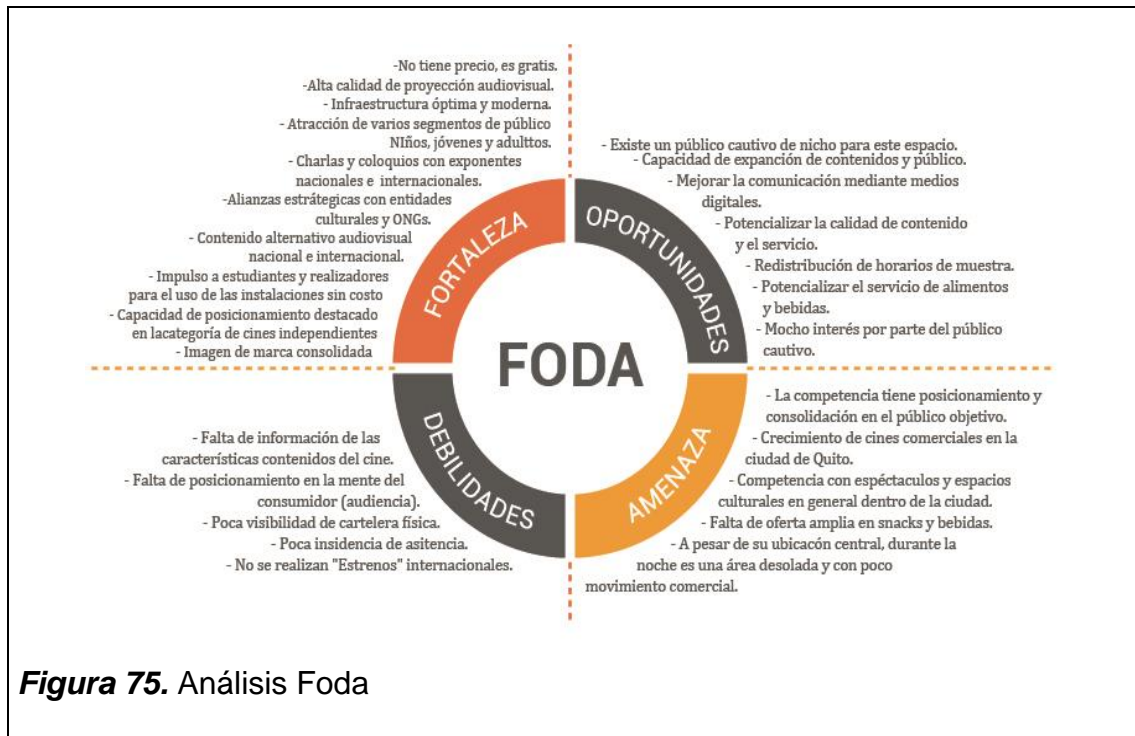 -No tiene precio, es gratis.
-Alta calidad de proyección audiovisual.
- Infraestructura óptima y moderna.
- Atracción de varios segmentos de público
NIños, jóvenes y adulttos.
- Charlas y coloquios con exponentes
nacionales e internacionales.
-Alianzas estrátegicas con entidades
culturales y ONGs.
- Contenido alternativo audiovisual
nacional e internacional.
- Impulso a estudiantes y realizadores
para el uso de las instalaciones sin costo
- Capacidad de posicionamiento destacado
en lacategoría de cines independientes
- Imagen de marca consolidada
FORTALEZA
OPORTUNIDADES
- Existe un público cautivo de nicho para este espacio.
- Capacidad de expanción de contenidos y público.
- Mejorar la comunicación mediante medios
digitales.
- Potencializar la calidad de contenido
y el servicio.
- Redistribución de horarios de muestra.
- Potencializar el servicio de alimentos
y bebidas.
- Mocho interés por parte del público
cautivo.
FODA
- Falta de información de las
características contenidos del cine.
- Falta de posicionamiento en la mente del
consumidor (audiencia).
- Poca visibilidad de cartelera física.
- Poca insidencia de asitencia.
- No se realizan "Estrenos" internacionales.
DEBILIDADES
AMENAZA
- La competencia tiene posicionamiento y
consolidación en el público objetivo.
- Crecimiento de cines comerciales en la
ciudad de Quito.
- Competencia con espéctaculos y espacios
culturales en general dentro de la ciudad.
- Falta de oferta amplia en snacks y bebidas.
- A pesar de su ubicacón central, durante la
noche es una área desolada y con poco
movimiento comercial.
Figura 75. Análisis Foda